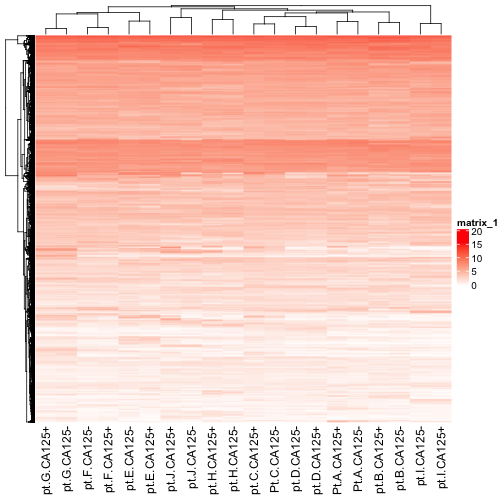 matrix_1
20
15
10
5
0
pt.G.CA125+
pt.G.CA125-
pt.F.CA125-
pt.F.CA125+
pt.E.CA125-
pt.E.CA125+
pt.J.CA125+
pt.J.CA125-
pt.H.CA125+
pt.H.CA125-
pt.C.CA125+
Pt.C.CA125-
pt.D.CA125-
pt.D.CA125+
Pt.A.CA125+
Pt.A.CA125-
pt.B.CA125+
pt.B.CA125-
pt.I.CA125-
pt.I.CA125+